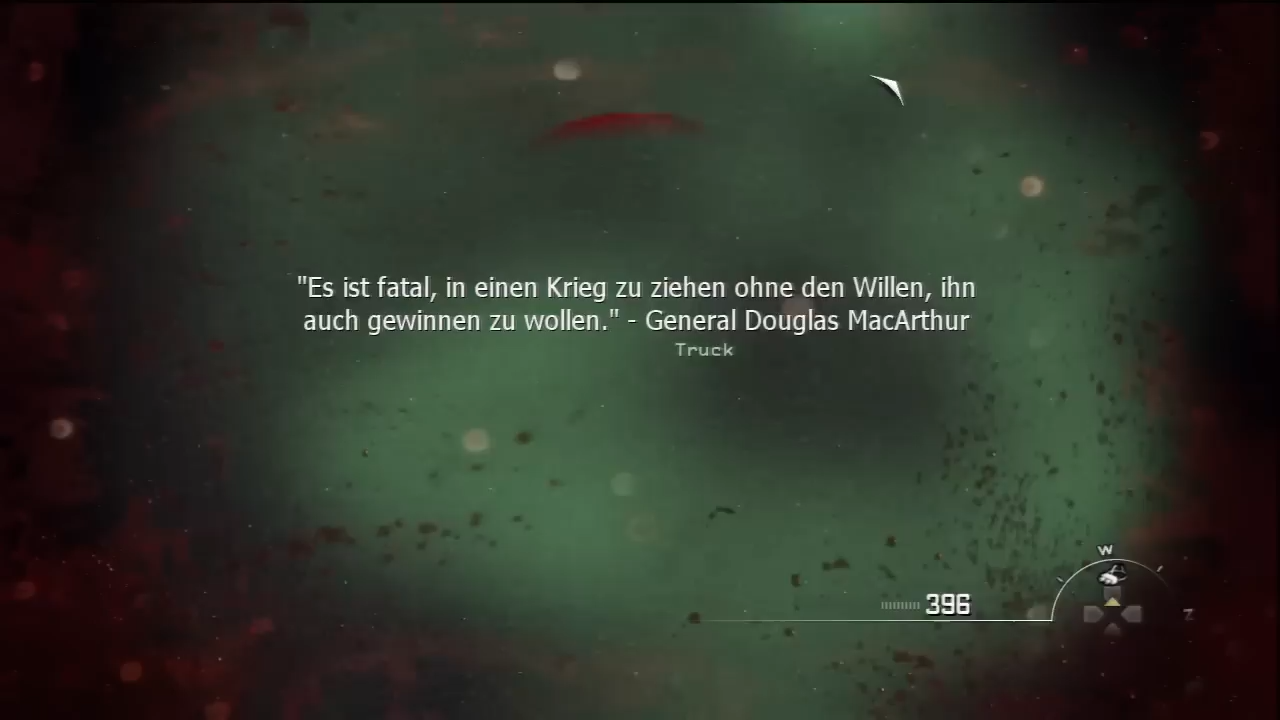 "Es ist fatal, in einen Krieg zu ziehen ohne den Willen, ihn
auch gewinnen zu wollen." - General Douglas MacArthur
Truck
W
396
Z